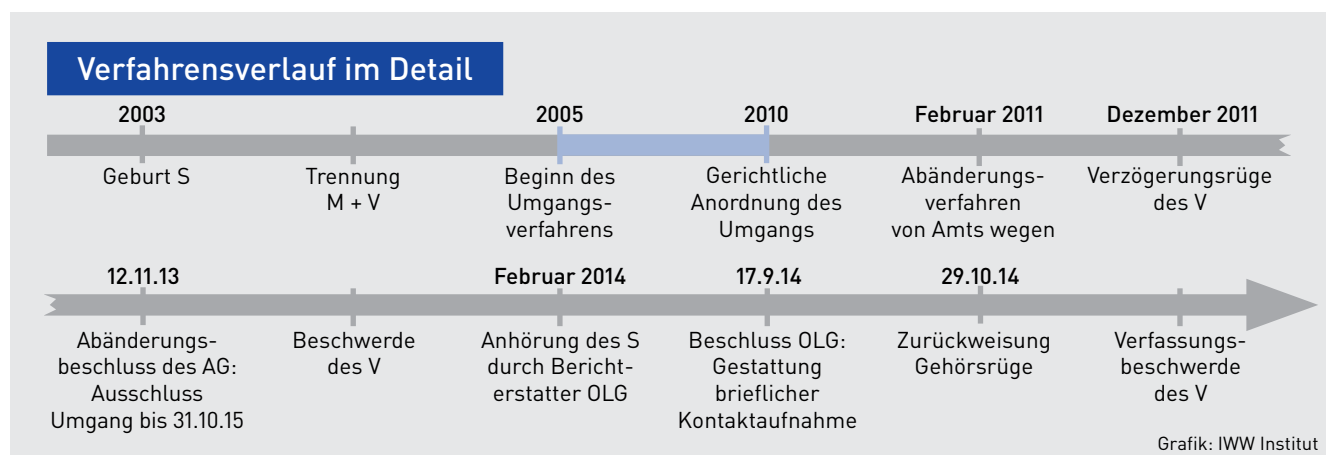 Verfahrensverlauf im Detail
2003
Geburt S
Trennung
M + V
2005
Beginn des
Umgangs-
verfahrens
2010
Gerichtliche
Anordnung des
Umgangs
Februar 2011
Abänderungs-
verfahren
von Amts wegen
Dezember 2011
Verzögerungsrüge
des V
12.11.13
Abänderungs-
beschluss des AG:
Ausschluss
Umgang bis 31.10.15
Beschwerde
des V
Februar 2014
Anhörung des S
durch Bericht-
erstatter OLG
17.9.14
Beschluss OLG:
Gestattung
brieflicher
Kontaktaufnahme
29.10.14
Zurückweisung
Gehörsrüge
Verfassungs-
beschwerde
des V
Grafik: IWW Institut